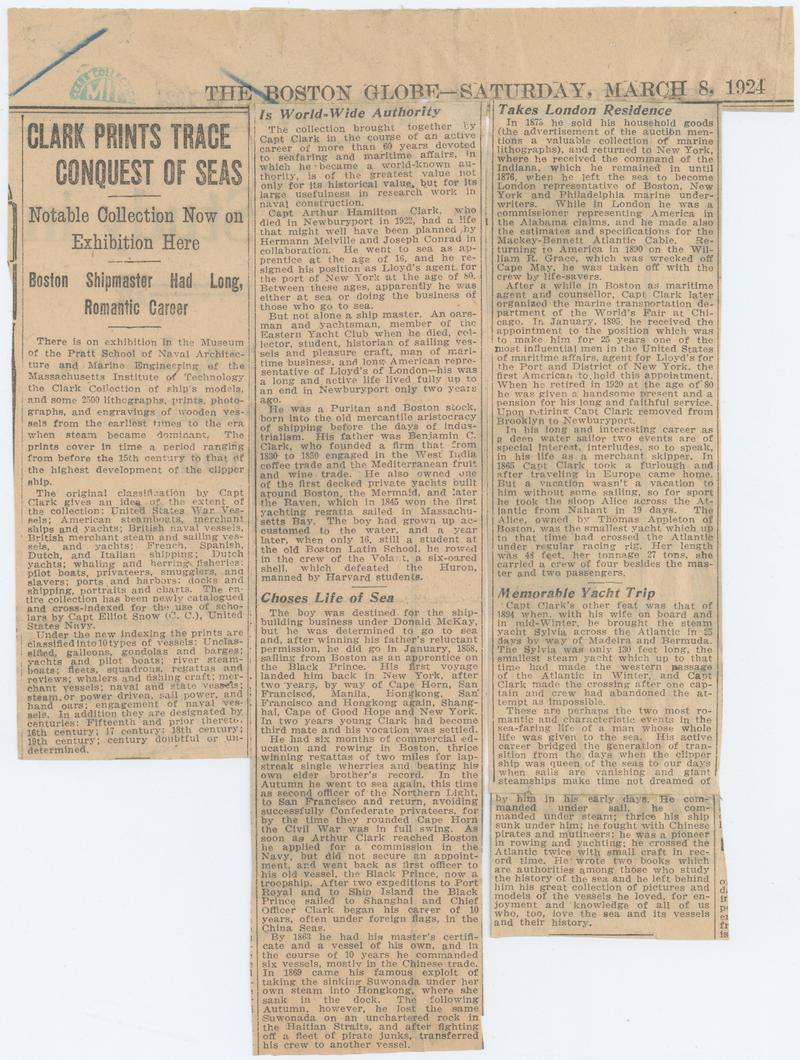 CLARK COLLECTION
MIT
THE BOSTON GLOBE—SATURDAY, MARCH 8, 1924
CLARK PRINTS TRACE
CONQUEST OF SEAS
Notable Collection Now on
Exhibition Here
Boston Shipmaster Had Long,
Romantic Career
There is on exhibition in the Museum
of the Pratt School of Naval Architec-
ture and Marine Engineering of the
Massachusetts Institute of Technology
the Clark Collection of ship's models,
and some 2500 lithographs, prints, photo-
graphs, and engravings of wooden ves-
sels from the earliest times to the era
when steam became dominant. The
prints cover in time a period ranging
from before the 15th century to that of
the highest development of the clipper
ship.
The original classification by Capt
Clark gives an idea of the extent of
the collection: United States War Ves-
sels; American steamboats, merchant
ships and yachts; British naval vessels,
British merchant steam and sailing ves-
sels, and yachts; French, Spanish,
Dutch, and Italian shipping; Dutch
yachts; whaling and herring fisheries;
pilot boats, privateers, smugglers, and
slavers; ports and harbors; docks and
shipping, portraits and charts. The en-
tire collection has been newly catalogued
and cross-indexed for the use of scho-
lars by Capt Elliot Snow (C. C.), United
States Navy.
Under the new indexing the prints are
classified into 10 types of vessels: Unclas-
sified, galleons, gondolas and barges;
yachts and pilot boats; river steam-
boats; fleets, squadrons, regattas and
reviews; whalers and fishing craft; mer-
chant vessels; naval and state vessels;
steam or power driven, sail power, and
hand oars; engagement of naval ves-
sels. In addition they are designated by
centuries: Fifteenth and prior thereto,
16th century; 17 century; 18th century;
19th century; century doubtful or un-
determined.
Is World-Wide Authority
The collection brought together by
Capt Clark in the course of an active
career of more than 60 years devoted
to seafaring and maritime affairs, in
which he became a world-known au-
thority, is of the greatest value not
only for its historical value, but for its
large usefulness in research work in
naval construction.
Capt Arthur Hamilton Clark, who
died in Newburyport in 1922, had a life
that might well have been planned by
Hermann Melville and Joseph Conrad in
collaboration. He went to sea as ap-
prentice at the age of 16, and he re-
signed his position as Lloyd's agent for
the port of New York at the age of 80.
Between these ages, apparently he was
either at sea or doing the business of
those who go to sea.
But not alone a ship master. An oars-
man and yachtsman, member of the
Eastern Yacht Club when he died, col-
lector, student, historian of sailing ves-
sels and pleasure craft, man of mari-
time business, and long American repre-
sentative of Lloyd's of London—his was
a long and active life lived fully up to
an end in Newburyport only two years
ago.
He was a Puritan and Boston stock,
born into the old mercantile aristocracy
of shipping before the days of indus-
trialism. His father was Benjamin C.
Clark, who founded a firm that from
1830 to 1850 engaged in the West India
coffee trade and the Mediterranean fruit
and wine trade. He also owned one
of the first decked private yachts built
around Boston, the Mermaid, and later
the Raven, which in 1845 won the first
yachting regatta sailed in Massachu-
setts Bay. The boy had grown up ac-
customed to the water, and a year
later, when only 16, still a student at
the old Boston Latin School, he rowed
in the crew of the Volant, a six-oared
shell, which defeated the Huron,
manned by Harvard students.
Choses Life of Sea
The boy was destined for the ship-
building business under Donald McKay,
but he was determined to go to sea
and, after winning his father's reluctant
permission, he did go in January, 1858,
sailing from Boston as an apprentice on
the Black Prince. His first voyage
landed him back in New York, after
two years, by way of Cape Horn, San
Francisco, Manila, Hongkong, San
Francisco and Hongkong again, Shang-
hai, Cape of Good Hope and New York.
In two years young Clark had become
third mate and his vocation was settled.
He had six months of commercial ed-
ucation and rowing in Boston, thrice
winning regattas of two miles for lap-
streak single wherries and beating his
own elder brother's record. In the
Autumn he went to sea again, this time
as second officer of the Northern Light,
to San Francisco and return, avoiding
successfully Confederate privateers, for
by the time they rounded Cape Horn
the Civil War was in full swing. As
soon as Arthur Clark reached Boston
he applied for a commission in the
Navy, but did not secure an appoint-
ment, and went back as first officer to
his old vessel, the Black Prince, now a
troopship. After two expeditions to Port
Royal and to Ship Island the Black
Prince sailed to Shanghai and Chief
Officer Clark began his career of 10
years, often under foreign flags, in the
China Seas.
By 1863 he had his master's certifi-
cate and a vessel of his own, and in
the course of 10 years he commanded
six vessels, mostly in the Chinese trade.
In 1869 came his famous exploit of
taking the sinking Suwonada under her
own steam into Hongkong, where she
sank in the dock. The following
Autumn, however, he lost the same
Suwonada on an unchartered rock in
the Haitian Straits, and after fighting
off a fleet of pirate junks, transferred
his crew to another vessel.
Takes London Residence
In 1875 he sold his household goods
(the advertisement of the auction men-
tions a valuable collection of marine
lithographs), and returned to New York,
where he received the command of the
Indiana, which he remained in until
1876, when he left the sea to become
London representative of Boston, New
York and Philadelphia marine under-
writers. While in London he was a
commissioner representing America in
the Alabama claims, and he made also
the estimates and specifications for the
Mackey-Bennett Atlantic Cable. Re-
turning to America in 1890 on the Wil-
liam R. Grace, which was wrecked off
Cape May, he was taken off with the
crew by life-savers.
After a while in Boston as maritime
agent and counsellor, Capt Clark later
organized the marine transportation de-
partment of the World's Fair at Chi-
cago. In January, 1895, he received the
appointment to the position which was
to make him for 25 years one of the
most influential men in the United States
of maritime affairs, agent for Lloyd's for
the Port and District of New York, the
first American to hold this appointment.
When he retired in 1920 at the age of 80
he was given a handsome present and a
pension for his long and faithful service.
Upon retiring Capt Clark removed from
Brooklyn to Newburyport.
In his long and interesting career as
a deep water sailor two events are of
special interest, interludes, so to speak,
in his life as a merchant skipper. In
1865 Capt Clark took a furlough and
after traveling in Europe came home.
But a vacation wasn't a vacation to
him without some sailing, so for sport
he took the sloop Alice across the At-
lantic from Nahant in 19 days. The
Alice, owned by Thomas Appleton of
Boston, was the smallest yacht which up
to that time had crossed the Atlantic
under regular racing rig. Her length
was 48 feet, her tonnage 27 tons, she
carried a crew of four besides the mas-
ter and two passengers.
Memorable Yacht Trip
Capt Clark's other feat was that of
1894 when, with his wife on board and
in mid-Winter, he brought the steam
yacht Sylvia across the Atlantic in 25
days by way of Madeira and Bermuda.
The Sylvia was only 130 feet long, the
smallest steam yacht which up to that
time had made the western passage
of the Atlantic in Winter, and Capt
Clark made the crossing after one cap-
tain and crew had abandoned the at-
tempt as impossible.
These are perhaps the two most ro-
mantic and characteristic events in the
sea-faring life of a man whose whole
life was given to the sea. His active
career bridged the generation of tran-
sition from the days when the clipper
ship was queen of the seas to our days
when sails are vanishing and giant
steamships make time not dreamed of
by him in his early days. He com-
manded under sail, he com-
manded under steam; thrice his ship
sunk under him; he fought with Chinese
pirates and mutineers; he was a pioneer
in rowing and yachting; he crossed the
Atlantic twice with small craft in rec-
ord time. He wrote two books which
are authorities among those who study
the history of the sea and he left behind
him his great collection of pictures and
models of the vessels he loved, for en-
joyment and knowledge of all of us
who, too, love the sea and its vessels
and their history.